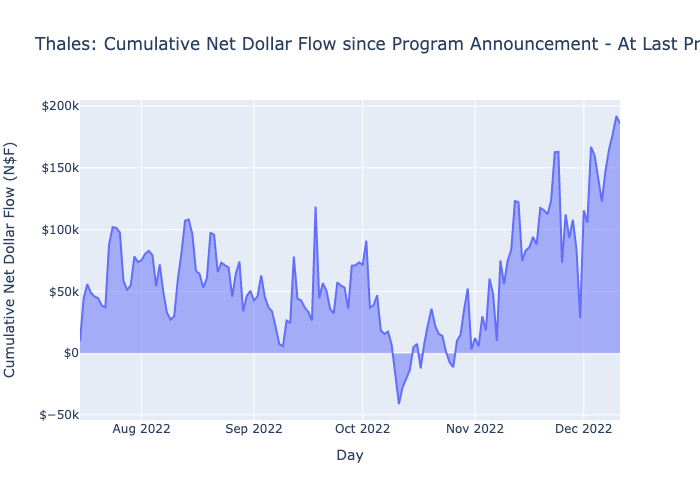 Thales: Cumulative Net Dollar Flow since Program Announcement - At Last Pr
Cumulative Net Dollar Flow (N$F)
$200k
$150k
$100k
$50k
$0
−$50k
Aug 2022 Sep 2022 Oct 2022 Nov 2022 Dec 2022
Day